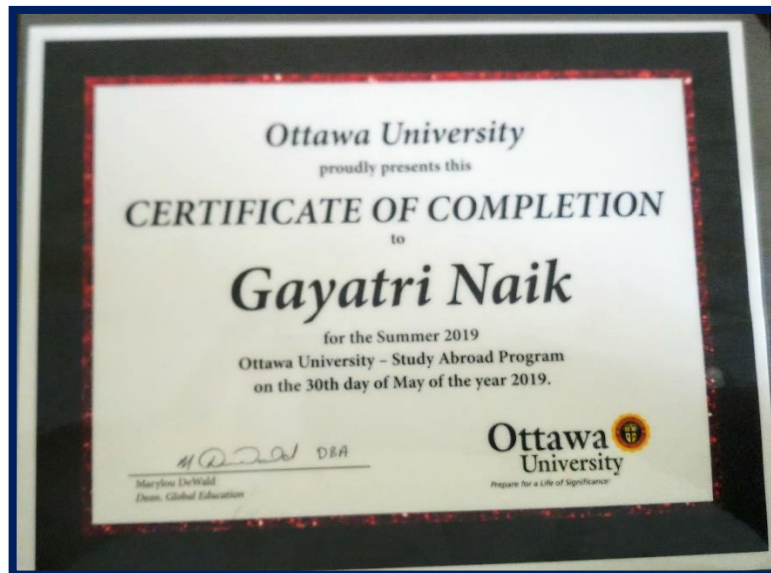 Ottawa University
proudly presents this
CERTIFICATE OF COMPLETION
to
Gayatri Naik
for the Summer 2019
Ottawa University – Study Abroad Program
on the 30th day of May of the year 2019.
DBA
Marylou DeWald
Dean, Global Education
Ottawa
University
Prepare for a Life of Significance